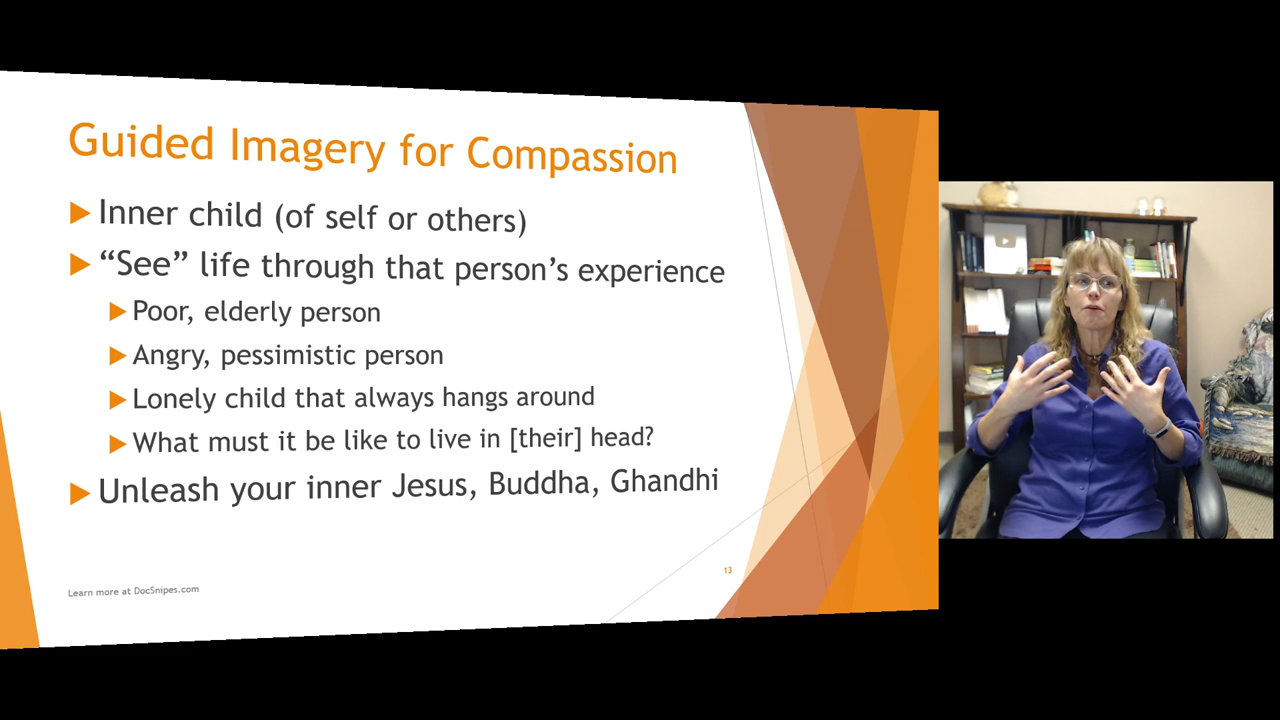 Guided Imagery for Compassion
Inner child (of self or others)
“See” life through that person’s experience
Poor, elderly person
Angry, pessimistic person
Lonely child that always hangs around
What must it be like to live in [their] head?
Unleash your inner Jesus, Buddha, Ghandhi
13
Learn more at DocSnipes.com